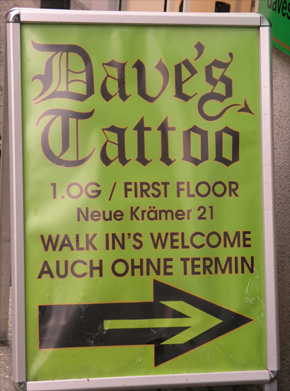 Dave's
Tattoo
1.OG / FIRST FLOOR
Neue Krämer 21
WALK IN'S WELCOME
AUCH OHNE TERMIN